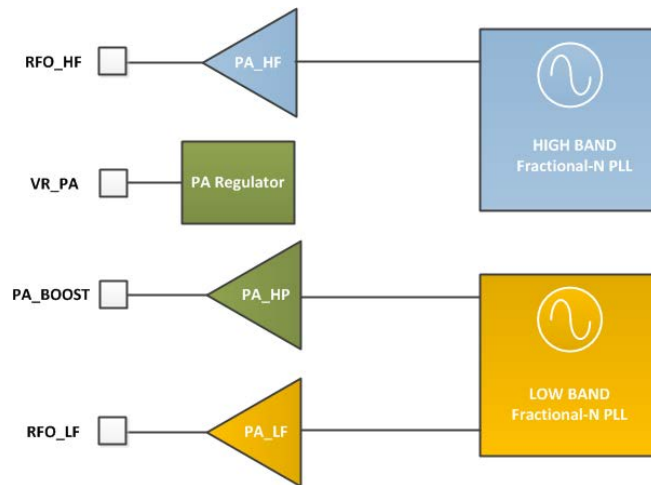 RFO_HF
PA_HF
HIGH BAND
Fractional-N PLL
VR_PA
PA Regulator
PA_BOOST
PA_HP
LOW BAND
Fractional-N PLL
RFO_LF
PA_LF